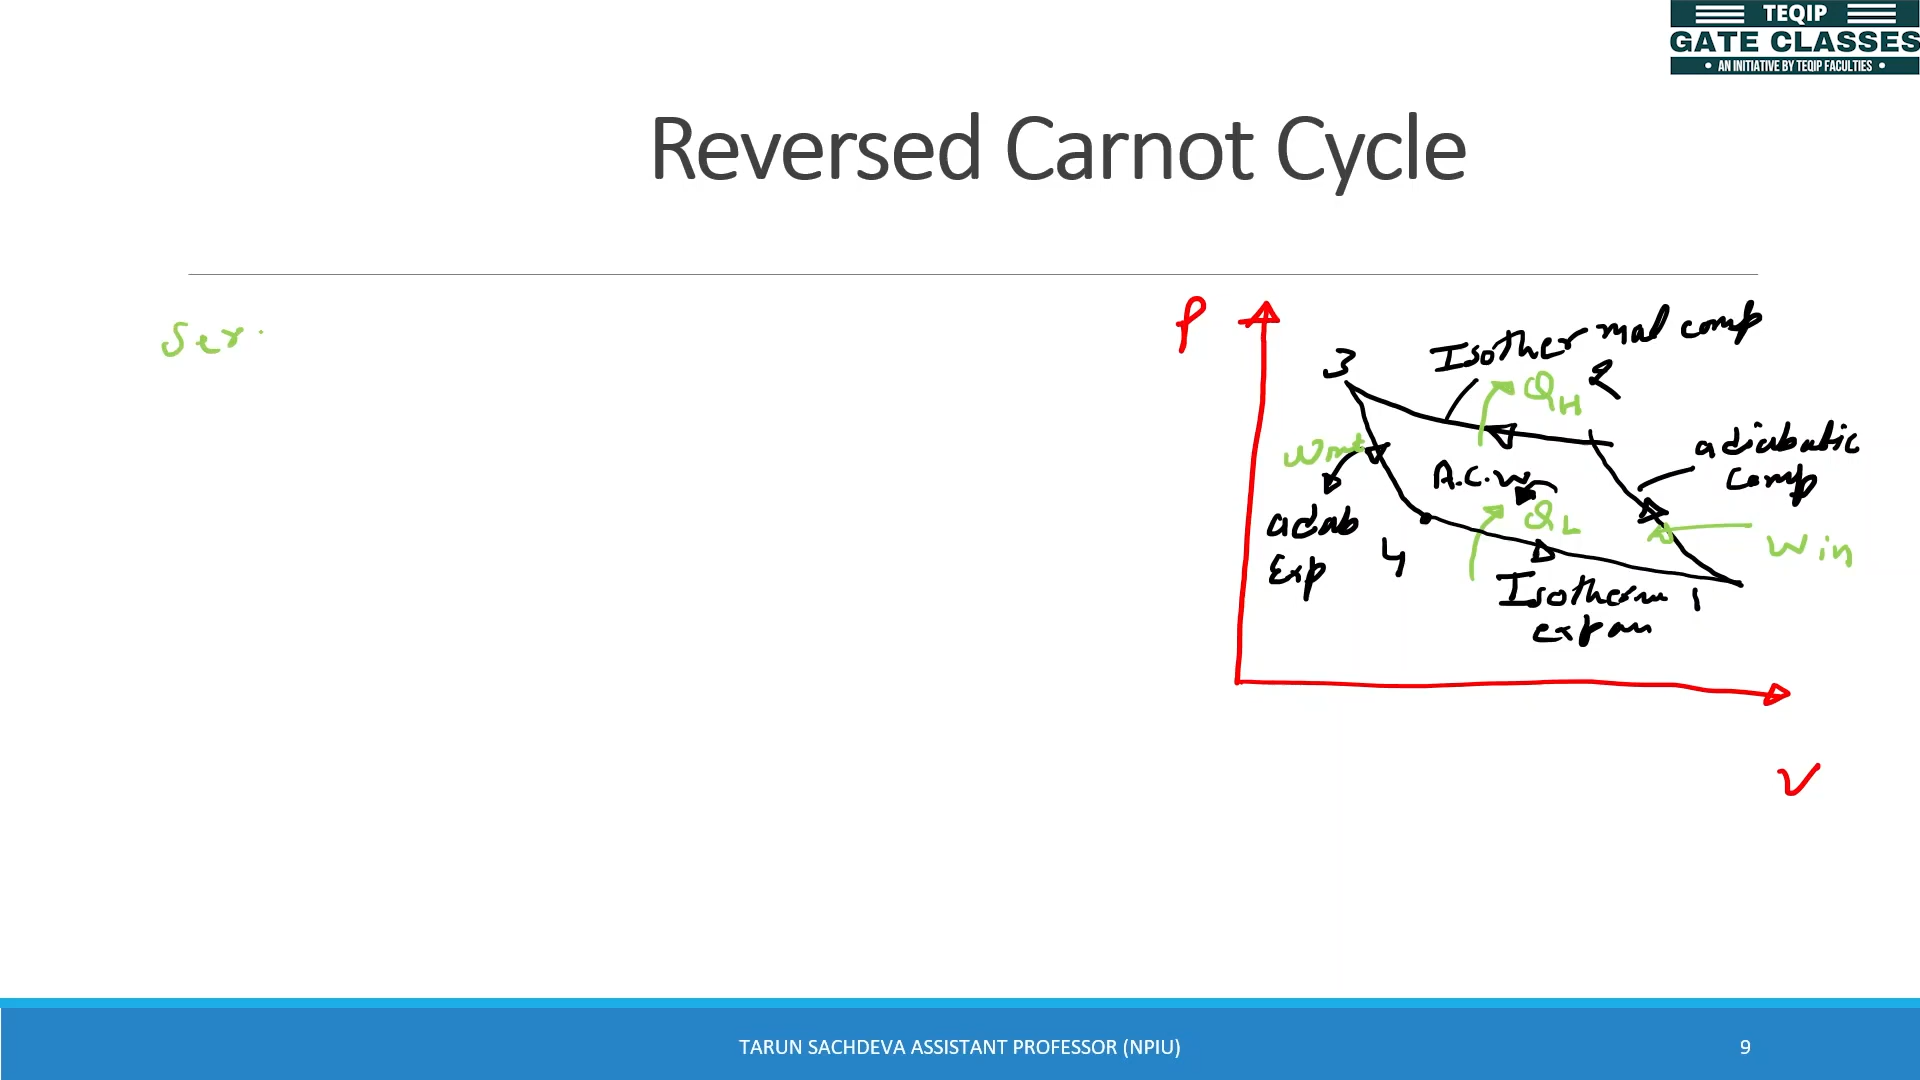 TEQIP
GATE CLASSES
• AN INITIATIVE BY TEQIP FACULTIES •
Reversed Carnot Cycle
Ser
P
3
Isothermal comp
QH
2
adiabatic
Comp
A.C.W
adiab
Exp
4
QL
Win
Isotherm
expan
1
V
TARUN SACHDEVA ASSISTANT PROFESSOR (NPIU)
9